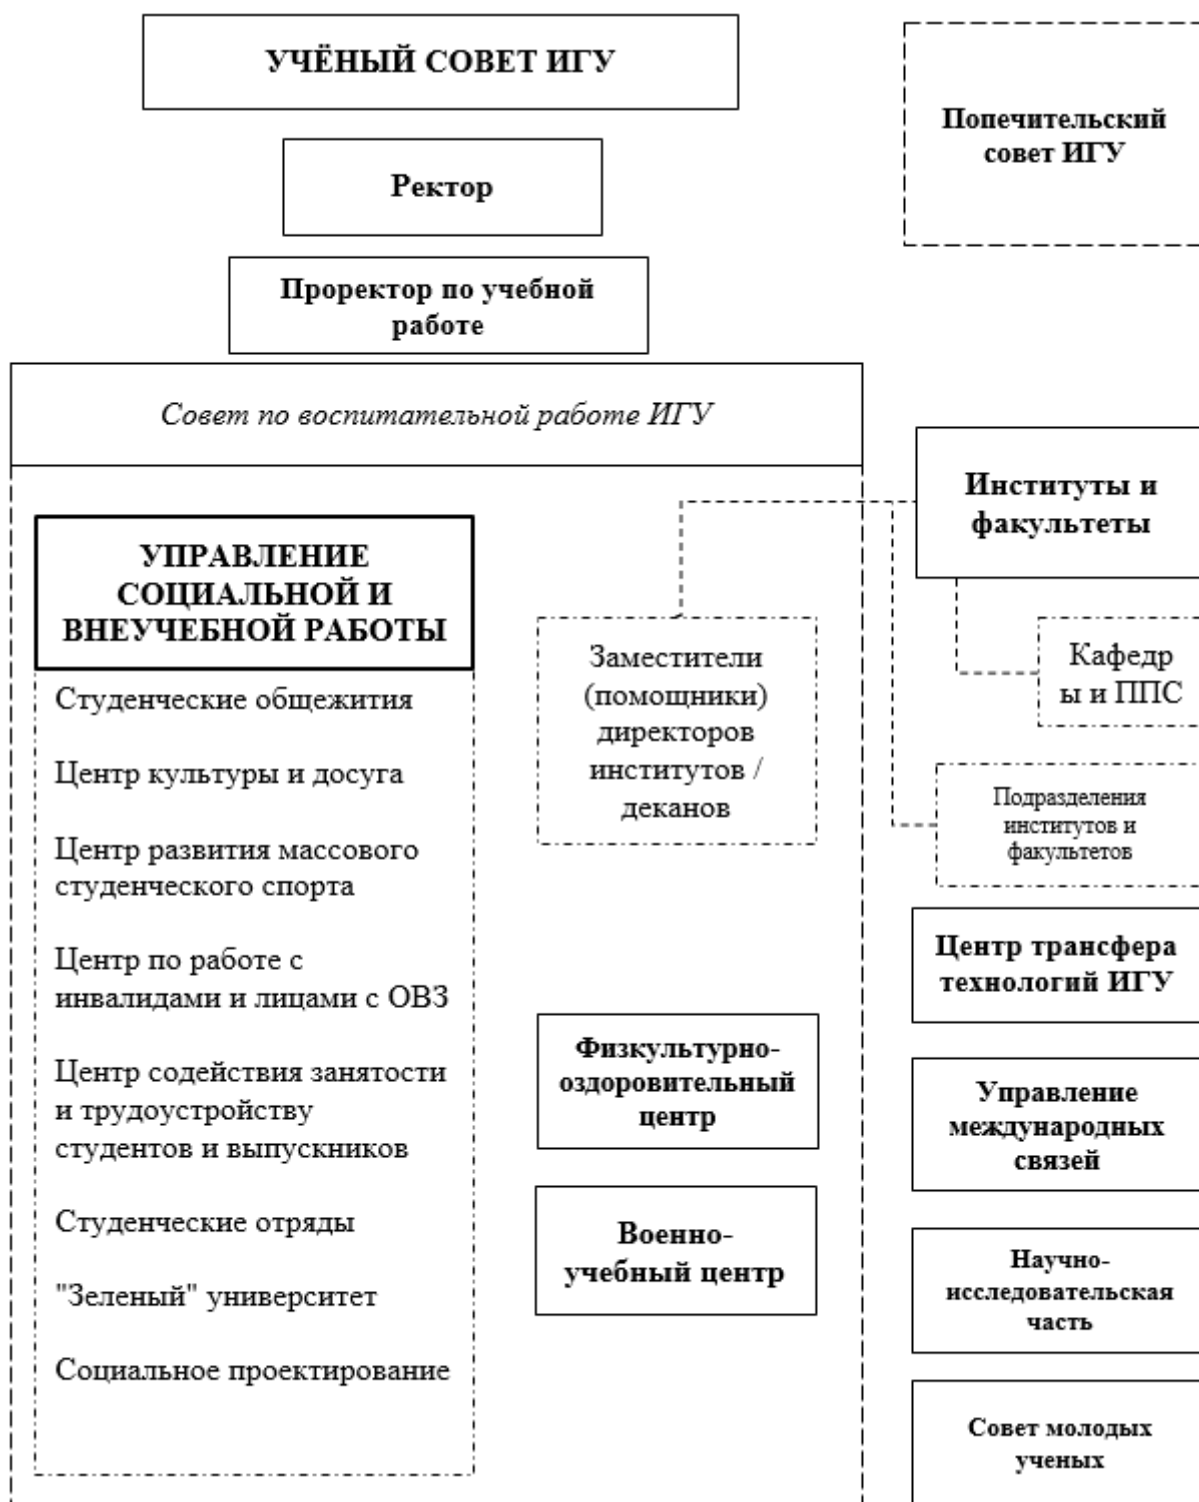 УЧЁНЫЙ СОВЕТ ИГУ
Попечительский
совет ИГУ
Ректор
Проректор по учебной
работе
Совет по воспитательной работе ИГУ
УПРАВЛЕНИЕ
СОЦИАЛЬНОЙ И
ВНЕУЧЕБНОЙ РАБОТЫ
Студенческие общежития
Центр культуры и досуга
Центр развития массового
студенческого спорта
Центр по работе с
инвалидами и лицами с ОВЗ
Центр содействия занятости
и трудоустройству
студентов и выпускников
Студенческие отряды
"Зеленый" университет
Социальное проектирование
Заместители
(помощники)
директоров
институтов /
деканов
Физкультурно-
оздоровительный
центр
Военно-
учебный центр
Институты и
факультеты
Кафедр
ы и ППС
Подразделения
институтов и
факультетов
Центр трансфера
технологий ИГУ
Управление
международных
связей
Научно-
исследовательская
часть
Совет молодых
ученых